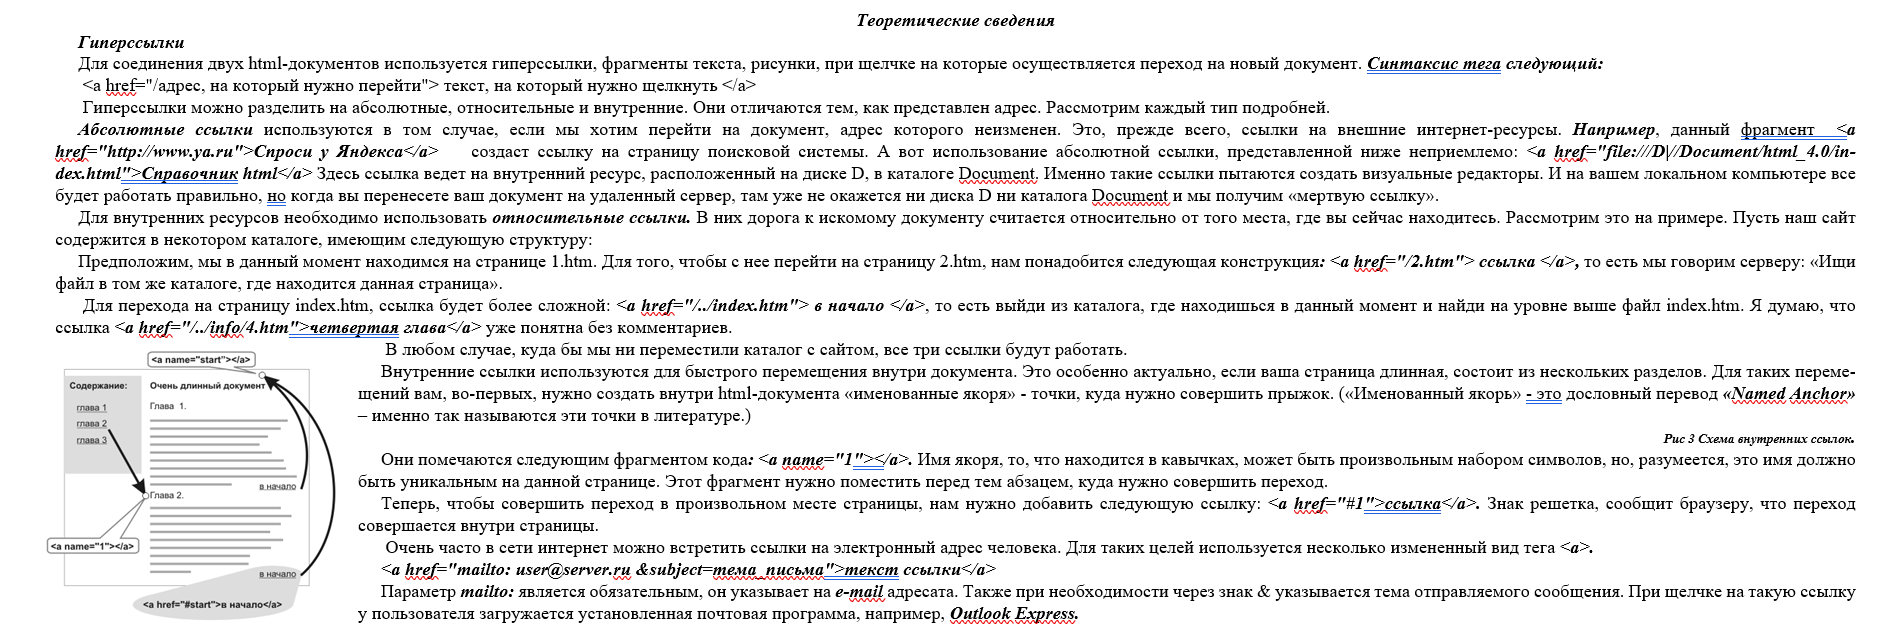 Теоретические сведения
Гиперссылки
Для соединения двух html-документов используется гиперссылки, фрагменты текста, рисунки, при щелчке на которые осуществляется переход на новый документ. Синтаксис тега следующий:
<a href="/адрес, на который нужно перейти"> текст, на который нужно щелкнуть </a>
Гиперссылки можно разделить на абсолютные, относительные и внутренние. Они отличаются тем, как представлен адрес. Рассмотрим каждый тип подробней.
Абсолютные ссылки используются в том случае, если мы хотим перейти на документ, адрес которого неизменен. Это, прежде всего, ссылки на внешние интернет-ресурсы. Например, данный фрагмент <a
href="http://www.ya.ru">Спроси у Яндекса</a> создаст ссылку на страницу поисковой системы. А вот использование абсолютной ссылки, представленной ниже неприемлемо: <a href="file:///D|//Document/html_4.0/in-
dex.html">Справочник html</a> Здесь ссылка ведет на внутренний ресурс, расположенный на диске D, в каталоге Document. Именно такие ссылки пытаются создать визуальные редакторы. И на вашем локальном компьютере все
будет работать правильно, но когда вы перенесете ваш документ на удаленный сервер, там уже не окажется ни диска D ни каталога Document и мы получим «мертвую ссылку».
Для внутренних ресурсов необходимо использовать относительные ссылки. В них дорога к искомому документу считается относительно от того места, где вы сейчас находитесь. Рассмотрим это на примере. Пусть наш сайт
содержится в некотором каталоге, имеющим следующую структуру:
Предположим, мы в данный момент находимся на странице 1.htm. Для того, чтобы с нее перейти на страницу 2.htm, нам понадобится следующая конструкция: <a href="/2.htm"> ссылка </a>, то есть мы говорим серверу: «Ищи
файл в том же каталоге, где находится данная страница».
Для перехода на страницу index.htm, ссылка будет более сложной: <a href="/../index.htm"> в начало </a>, то есть выйди из каталога, где находишься в данный момент и найди на уровне выше файл index.htm. Я думаю, что
ссылка <a href="/../info/4.htm">четвертая глава</a> уже понятна без комментариев.
В любом случае, куда бы мы ни переместили каталог с сайтом, все три ссылки будут работать.
Внутренние ссылки используются для быстрого перемещения внутри документа. Это особенно актуально, если ваша страница длинная, состоит из нескольких разделов. Для таких переме-
щений вам, во-первых, нужно создать внутри html-документа «именованные якоря» - точки, куда нужно совершить прыжок. («Именованный якорь» - это дословный перевод «Named Anchor»
– именно так называются эти точки в литературе.)
Рис 3 Схема внутренних ссылок.
Они помечаются следующим фрагментом кода: <a name="1"></a>. Имя якоря, то, что находится в кавычках, может быть произвольным набором символов, но, разумеется, это имя должно
быть уникальным на данной странице. Этот фрагмент нужно поместить перед тем абзацем, куда нужно совершить переход.
Теперь, чтобы совершить переход в произвольном месте страницы, нам нужно добавить следующую ссылку: <a href="#1">ссылка</a>. Знак решетка, сообщит браузеру, что переход
совершается внутри страницы.
Очень часто в сети интернет можно встретить ссылки на электронный адрес человека. Для таких целей используется несколько измененный вид тега <a>.
<a href="mailto: user@server.ru &subject=тема_письма">текст ссылки</a>
Параметр mailto: является обязательным, он указывает на e-mail адресата. Также при необходимости через знак & указывается тема отправляемого сообщения. При щелчке на такую ссылку
у пользователя загружается установленная почтовая программа, например, Outlook Express.
<a name="start"></a>
Содержание:
глава 1
глава 2
глава 3
Очень длинный документ
Глава 1.
в начало
Глава 2.
<a name="1"></a>
в начало
<a href="#start">в начало</a>